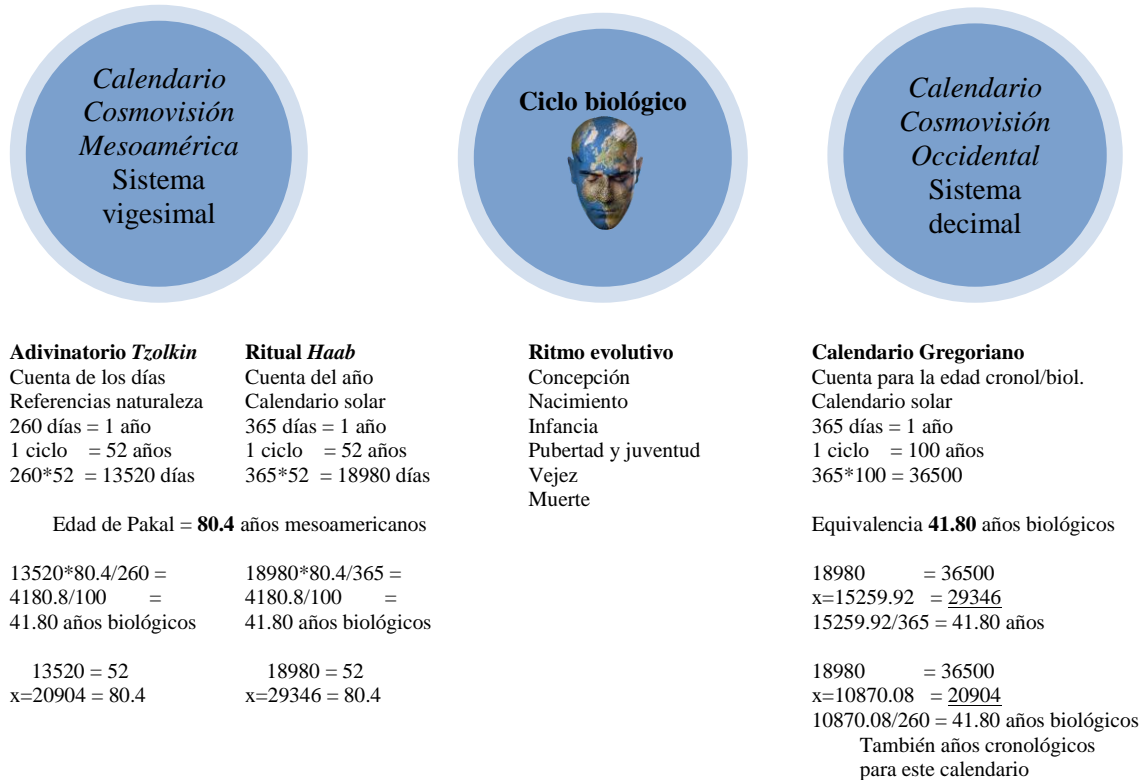 Calendario
Cosmovisión
Mesoamérica
Sistema
vigesimal
Ciclo biológico
Calendario
Cosmovisión
Occidental
Sistema
decimal
Adivinatorio Tzolkin
Cuenta de los días
Referencias naturaleza
260 días = 1 año
1 ciclo = 52 años
260*52 = 13520 días
Ritual Haab
Cuenta del año
Calendario solar
365 días = 1 año
1 ciclo = 52 años
365*52 = 18980 días
Edad de Pakal = 80.4 años mesoamericanos
13520*80.4/260 =
4180.8/100 =
41.80 años biológicos
13520 = 52
x=20904 = 80.4
18980*80.4/365 =
4180.8/100 =
41.80 años biológicos
18980 = 52
x=29346 = 80.4
Ritmo evolutivo
Concepción
Nacimiento
Infancia
Pubertad y juventud
Vejez
Muerte
Calendario Gregoriano
Cuenta para la edad cronol/biol.
Calendario solar
365 días = 1 año
1 ciclo = 100 años
365*100 = 36500
Equivalencia 41.80 años biológicos
18980 = 36500
x=15259.92 = 29346
15259.92/365 = 41.80 años
18980 = 36500
x=10870.08 = 20904
10870.08/260 = 41.80 años biológicos
También años cronológicos
para este calendario